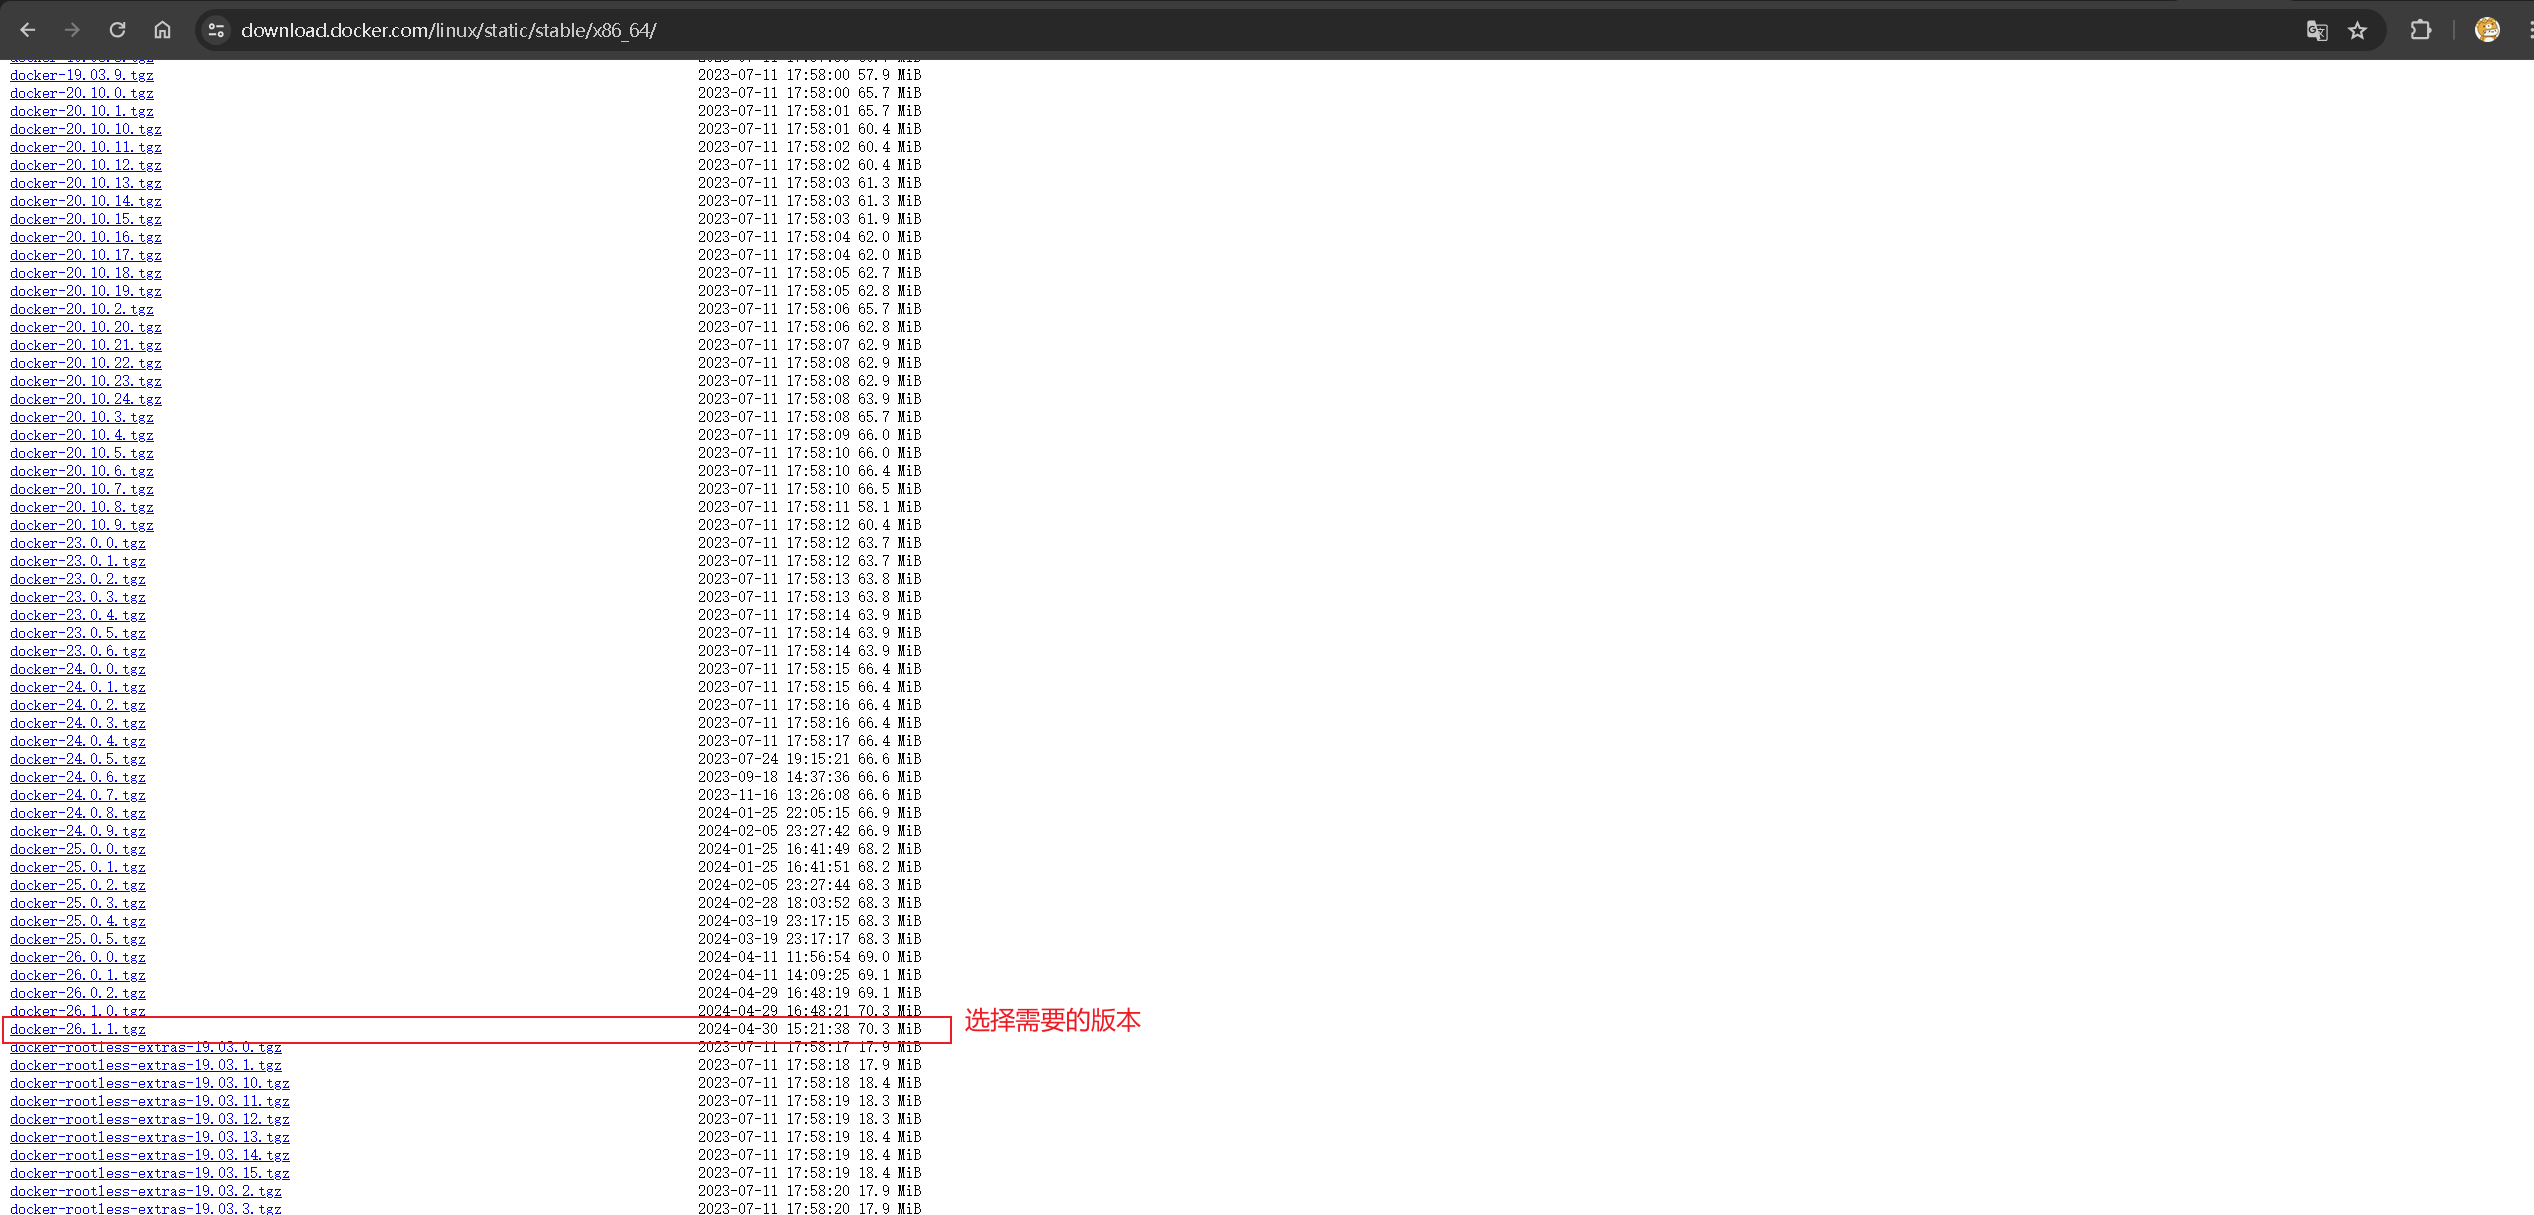 download.docker.com/linux/static/stable/x86_64/
docker-19.03.9.tgz 2023-07-11 17:58:00 57.9 MiB
docker-20.10.0.tgz 2023-07-11 17:58:00 65.7 MiB
docker-20.10.1.tgz 2023-07-11 17:58:01 65.7 MiB
docker-20.10.10.tgz 2023-07-11 17:58:01 60.4 MiB
docker-20.10.11.tgz 2023-07-11 17:58:02 60.4 MiB
docker-20.10.12.tgz 2023-07-11 17:58:02 60.4 MiB
docker-20.10.13.tgz 2023-07-11 17:58:03 61.3 MiB
docker-20.10.14.tgz 2023-07-11 17:58:03 61.3 MiB
docker-20.10.15.tgz 2023-07-11 17:58:03 61.9 MiB
docker-20.10.16.tgz 2023-07-11 17:58:04 62.0 MiB
docker-20.10.17.tgz 2023-07-11 17:58:04 62.0 MiB
docker-20.10.18.tgz 2023-07-11 17:58:05 62.7 MiB
docker-20.10.19.tgz 2023-07-11 17:58:05 62.8 MiB
docker-20.10.2.tgz 2023-07-11 17:58:06 65.7 MiB
docker-20.10.20.tgz 2023-07-11 17:58:06 62.8 MiB
docker-20.10.21.tgz 2023-07-11 17:58:07 62.9 MiB
docker-20.10.22.tgz 2023-07-11 17:58:08 62.9 MiB
docker-20.10.23.tgz 2023-07-11 17:58:08 62.9 MiB
docker-20.10.24.tgz 2023-07-11 17:58:08 63.9 MiB
docker-20.10.3.tgz 2023-07-11 17:58:08 65.7 MiB
docker-20.10.4.tgz 2023-07-11 17:58:09 66.0 MiB
docker-20.10.5.tgz 2023-07-11 17:58:10 66.0 MiB
docker-20.10.6.tgz 2023-07-11 17:58:10 66.4 MiB
docker-20.10.7.tgz 2023-07-11 17:58:10 66.5 MiB
docker-20.10.8.tgz 2023-07-11 17:58:11 58.1 MiB
docker-20.10.9.tgz 2023-07-11 17:58:12 60.4 MiB
docker-23.0.0.tgz 2023-07-11 17:58:12 63.7 MiB
docker-23.0.1.tgz 2023-07-11 17:58:12 63.7 MiB
docker-23.0.2.tgz 2023-07-11 17:58:13 63.8 MiB
docker-23.0.3.tgz 2023-07-11 17:58:13 63.8 MiB
docker-23.0.4.tgz 2023-07-11 17:58:14 63.9 MiB
docker-23.0.5.tgz 2023-07-11 17:58:14 63.9 MiB
docker-23.0.6.tgz 2023-07-11 17:58:14 63.9 MiB
docker-24.0.0.tgz 2023-07-11 17:58:15 66.4 MiB
docker-24.0.1.tgz 2023-07-11 17:58:15 66.4 MiB
docker-24.0.2.tgz 2023-07-11 17:58:16 66.4 MiB
docker-24.0.3.tgz 2023-07-11 17:58:16 66.4 MiB
docker-24.0.4.tgz 2023-07-11 17:58:17 66.4 MiB
docker-24.0.5.tgz 2023-07-24 19:15:21 66.6 MiB
docker-24.0.6.tgz 2023-09-18 14:37:36 66.6 MiB
docker-24.0.7.tgz 2023-11-16 13:26:08 66.6 MiB
docker-24.0.8.tgz 2024-01-25 22:05:15 66.9 MiB
docker-24.0.9.tgz 2024-02-05 23:27:42 66.9 MiB
docker-25.0.0.tgz 2024-01-25 16:41:49 68.2 MiB
docker-25.0.1.tgz 2024-01-25 16:41:51 68.2 MiB
docker-25.0.2.tgz 2024-02-05 23:27:44 68.3 MiB
docker-25.0.3.tgz 2024-02-28 18:03:52 68.3 MiB
docker-25.0.4.tgz 2024-03-19 23:17:15 68.3 MiB
docker-25.0.5.tgz 2024-03-19 23:17:17 68.3 MiB
docker-26.0.0.tgz 2024-04-11 11:56:54 69.0 MiB
docker-26.0.1.tgz 2024-04-11 14:09:25 69.1 MiB
docker-26.0.2.tgz 2024-04-29 16:48:19 69.1 MiB
docker-26.1.0.tgz 2024-04-29 16:48:21 70.3 MiB
docker-26.1.1.tgz 2024-04-30 15:21:38 70.3 MiB 选择需要的版本
docker-rootless-extras-19.03.0.tgz 2023-07-11 17:58:17 17.9 MiB
docker-rootless-extras-19.03.1.tgz 2023-07-11 17:58:18 17.9 MiB
docker-rootless-extras-19.03.10.tgz 2023-07-11 17:58:18 18.4 MiB
docker-rootless-extras-19.03.11.tgz 2023-07-11 17:58:19 18.3 MiB
docker-rootless-extras-19.03.12.tgz 2023-07-11 17:58:19 18.3 MiB
docker-rootless-extras-19.03.13.tgz 2023-07-11 17:58:19 18.4 MiB
docker-rootless-extras-19.03.14.tgz 2023-07-11 17:58:19 18.4 MiB
docker-rootless-extras-19.03.15.tgz 2023-07-11 17:58:19 18.4 MiB
docker-rootless-extras-19.03.2.tgz 2023-07-11 17:58:20 17.9 MiB
docker-rootless-extras-19.03.3.tgz 2023-07-11 17:58:20 17.9 MiB